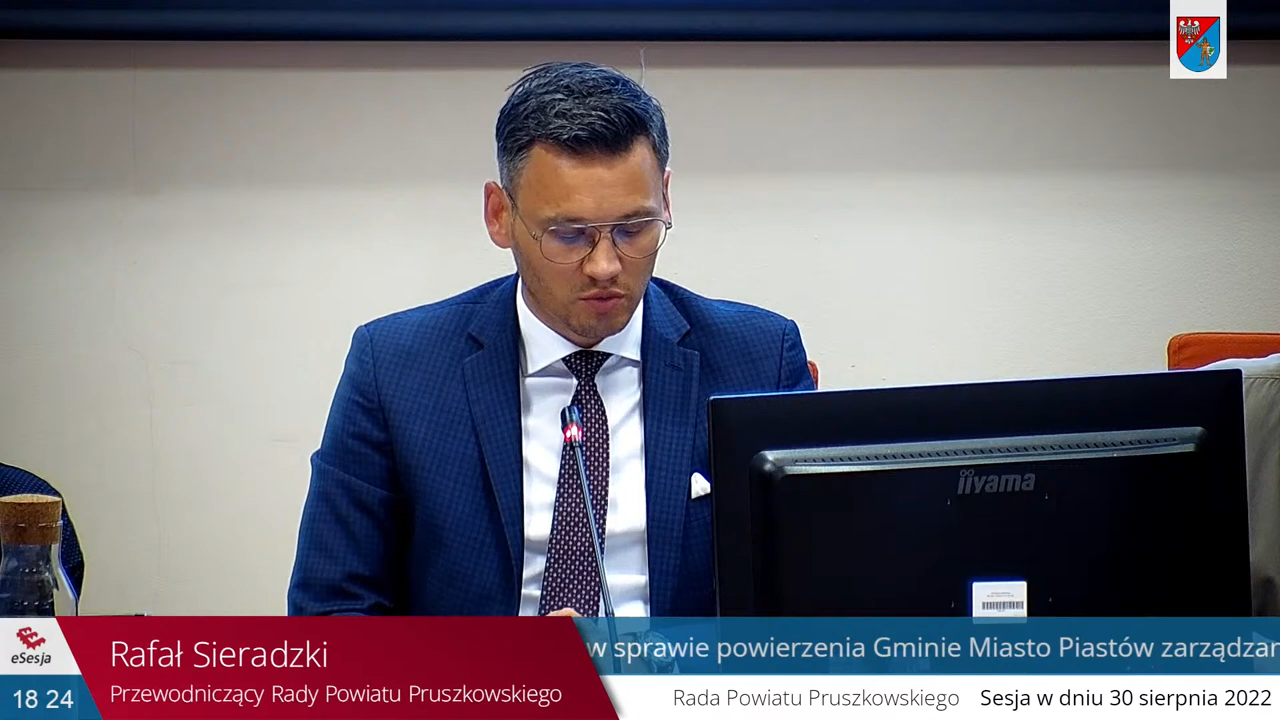 iiyama
Rafał Sieradzki
Przewodniczący Rady Powiatu Pruszkowskiego
w sprawie powierzenia Gminie Miasto Piastów zarządzan
eSesja
18 24
Rada Powiatu Pruszkowskiego Sesja w dniu 30 sierpnia 2022